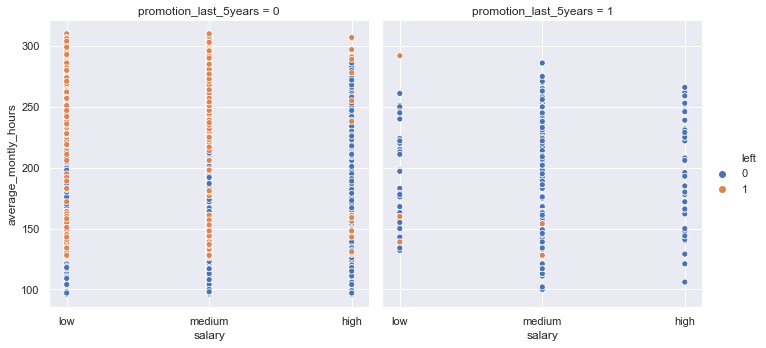 promotion_last_5years = 0
promotion_last_5years = 1
average_montly_hours
300
250
200
150
100
low medium high
low medium high
salary
salary
left
0
1